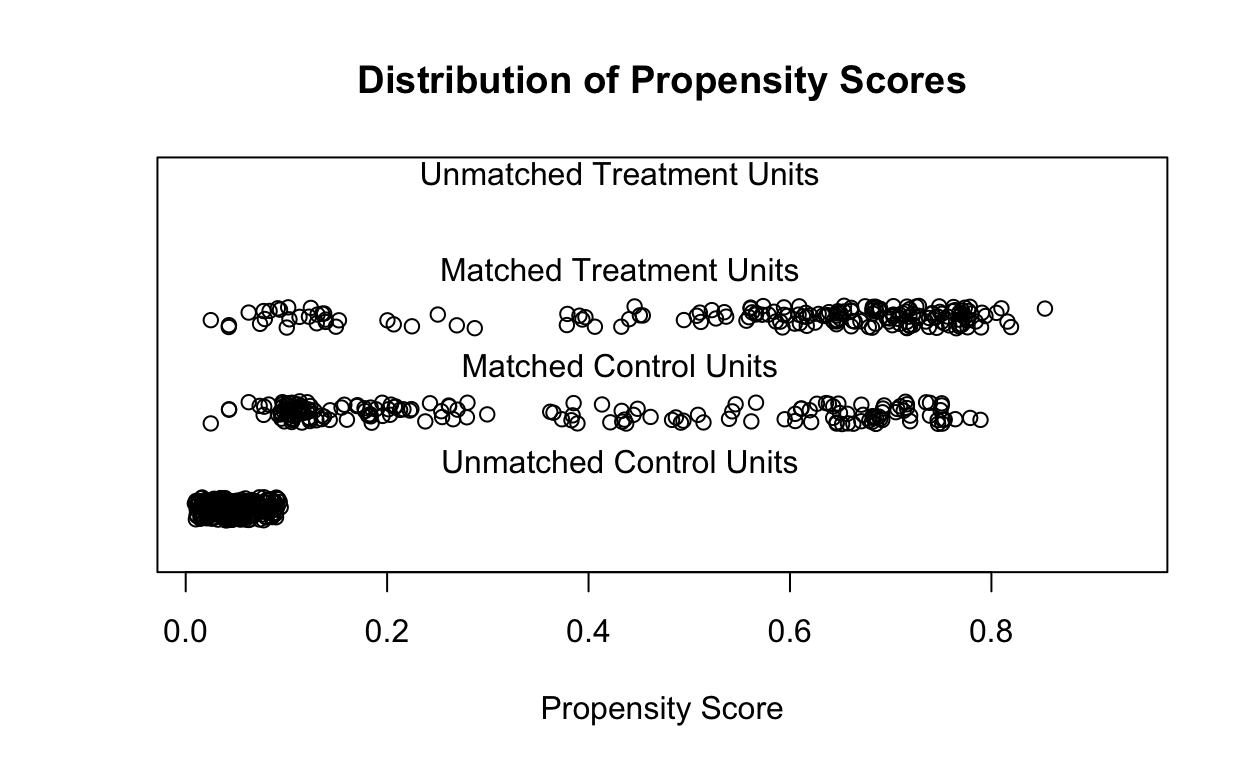 Distribution of Propensity Scores
Unmatched Treatment Units
Matched Treatment Units
Matched Control Units
Unmatched Control Units
0.0 0.2 0.4 0.6 0.8
Propensity Score